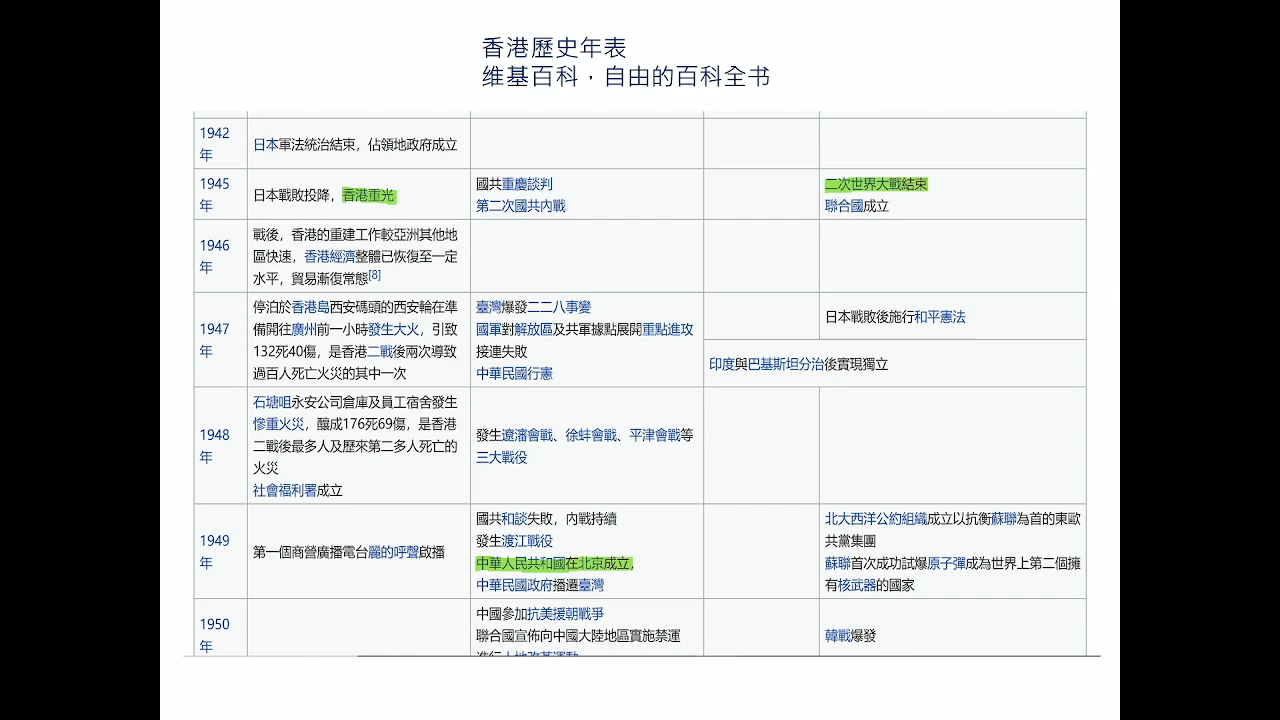 香港歷史年表
维基百科，自由的百科全书
1942
年
日本軍法統治結束，佔領地政府成立
1945
年
日本戰敗投降，香港重光
國共重慶談判
第二次國共內戰
二次世界大戰結束
聯合國成立
1946
年
戰後，香港的重建工作較亞洲其他地
區快速，香港經濟整體已恢復至一定
水平，貿易漸復常態[8]
1947
年
停泊於香港島西安碼頭的西安輪在準
備開往廣州前一小時發生大火，引致
132死40傷，是香港二戰後兩次導致
過百人死亡火災的其中一次
臺灣爆發二二八事變
國軍對解放區及共軍據點展開重點進攻
接連失敗
中華民國行憲
日本戰敗後施行和平憲法
印度與巴基斯坦分治後實現獨立
1948
年
石塘咀永安公司倉庫及員工宿舍發生
慘重火災，釀成176死69傷，是香港
二戰後最多人及歷來第二多人死亡的
火災
社會福利署成立
發生遼瀋會戰、徐蚌會戰、平津會戰等
三大戰役
1949
年
第一個商營廣播電台麗的呼聲啟播
國共和談失敗，內戰持續
發生渡江戰役
中華人民共和國在北京成立，
中華民國政府播遷臺灣
北大西洋公約組織成立以抗衡蘇聯為首的東歐
共黨集團
蘇聯首次成功試爆原子彈成為世界上第二個擁
有核武器的國家
1950
年
中國參加抗美援朝戰爭
聯合國宣佈向中國大陸地區實施禁運
進行土地改革運動
韓戰爆發